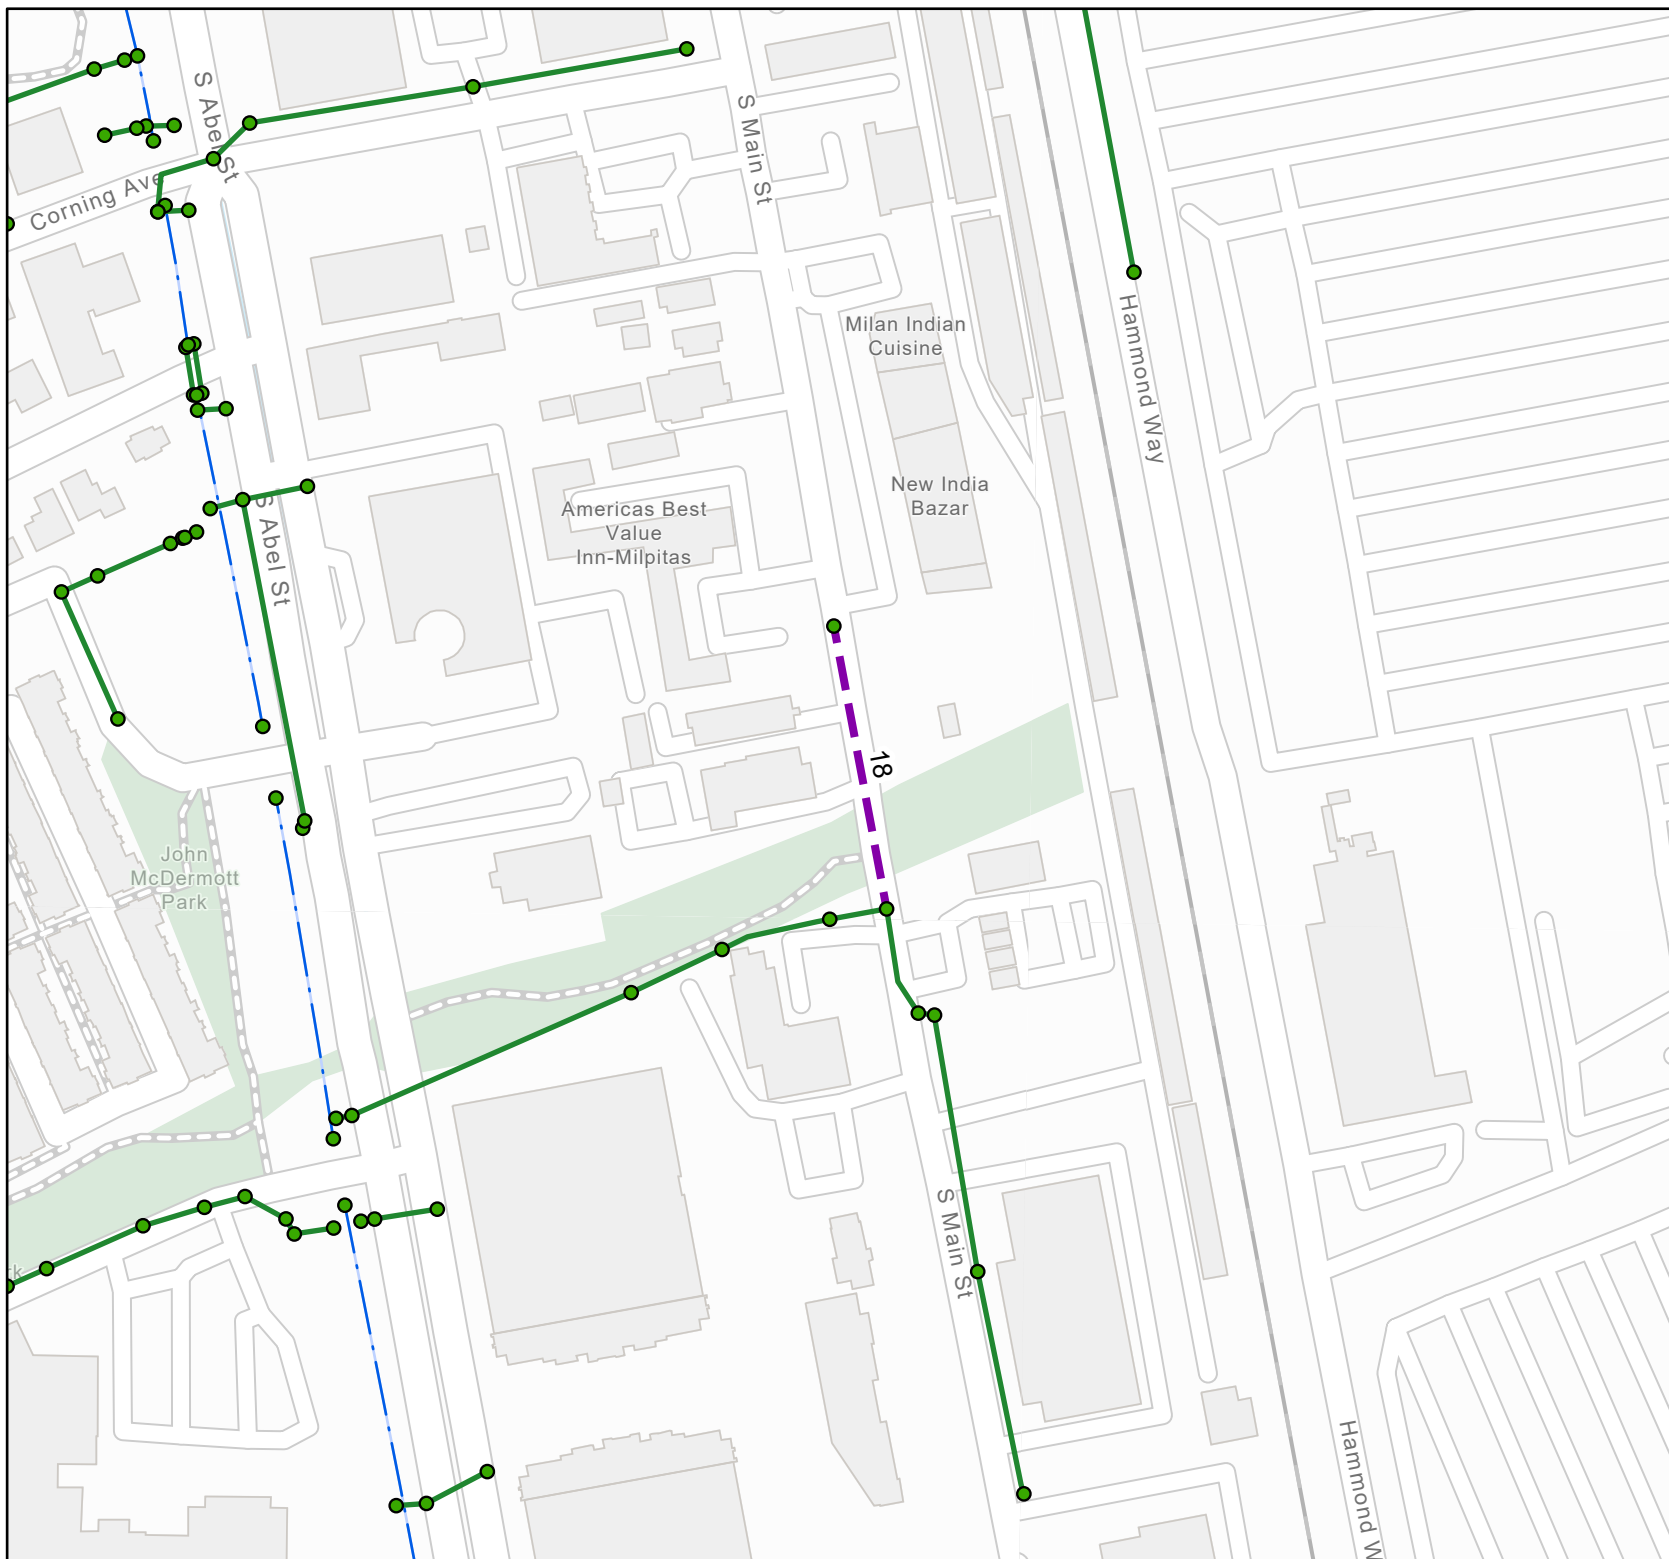 S Abel St
Corning Ave
S Main St
Milan Indian
Cuisine
Hammond Way
New India
Bazar
Americas Best
Value
Inn-Milpitas
S Abel St
18
John
McDermott
Park
S Main St
rk
Hammond W